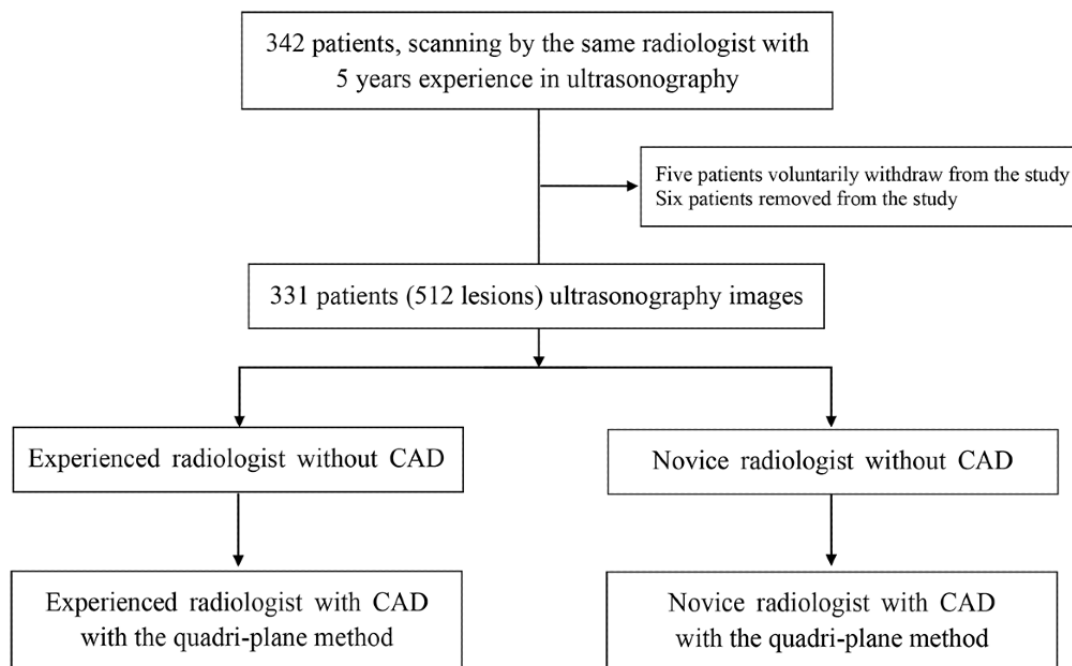 342 patients, scanning by the same radiologist with
5 years experience in ultrasonography
Five patients voluntarily withdraw from the study
Six patients removed from the study
331 patients (512 lesions) ultrasonography images
Experienced radiologist without CAD
Novice radiologist without CAD
Experienced radiologist with CAD
with the quadri-plane method
Novice radiologist with CAD
with the quadri-plane method